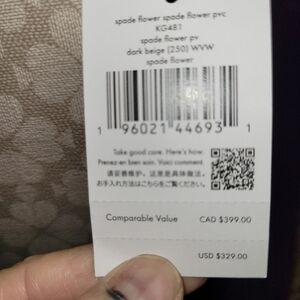 spade flower spade flower pvc
KG481
spade flower pv
dark beige (250) WVW
spade flower
1 96021 44693 1
Take good care. Here's how.
Prenez-en bien soin. Voici comment.
请妥善维护。这里是具体做法。
お手入れ方法はこちらをご覧ください。
Comparable Value CAD $399.00
USD $329.00